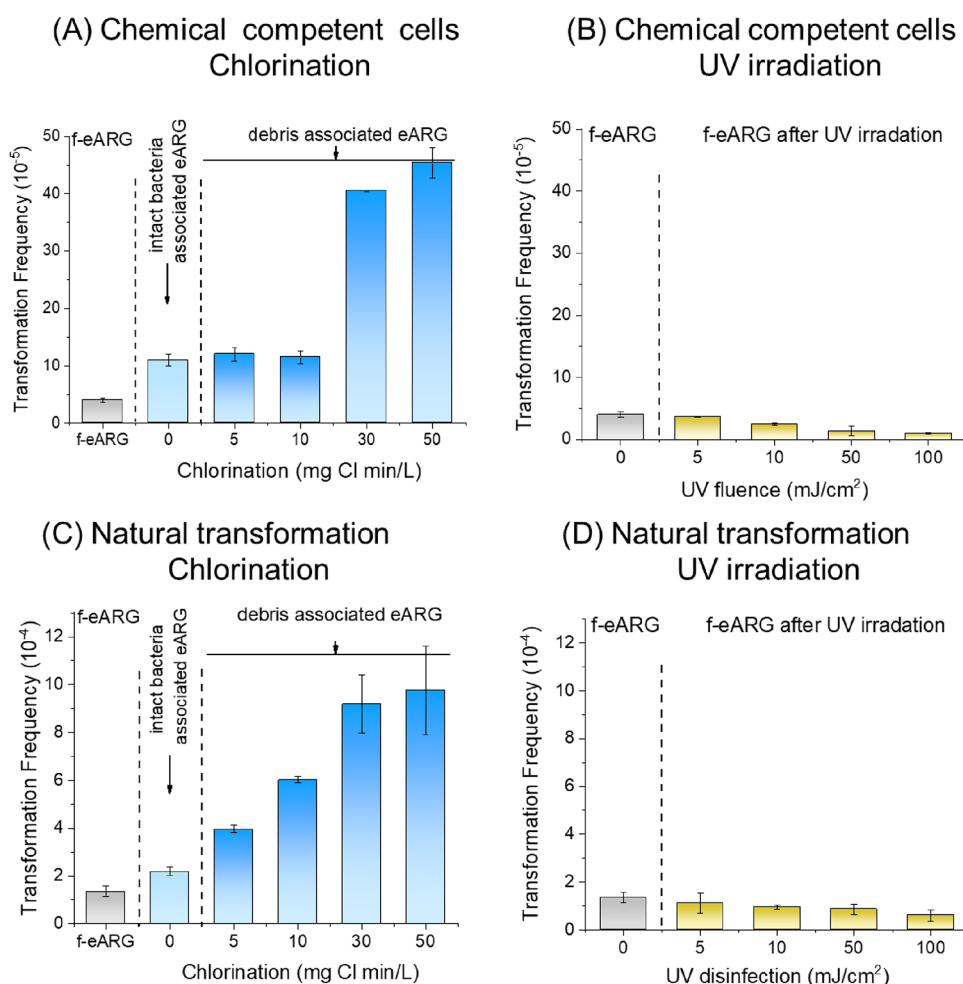 (A) Chemical competent cells
Chlorination
f-eARG
intact bacteria
associated eARG
debris associated eARG
Transformation Frequency (10⁻⁵)
50
40
30
20
10
0
f-eARG
0
5
10
30
50
Chlorination (mg Cl min/L)
(B) Chemical competent cells
UV irradiation
f-eARG
f-eARG after UV irradation
Transformation Frequency (10⁻⁵)
50
40
30
20
10
0
0
5
10
50
100
UV fluence (mJ/cm²)
(C) Natural transformation
Chlorination
f-eARG
intact bacteria
associated eARG
debris associated eARG
Transformation Frequency (10⁻⁴)
12
10
8
6
4
2
0
f-eARG
0
5
10
30
50
Chlorination (mg Cl min/L)
(D) Natural transformation
UV irradiation
f-eARG
f-eARG after UV irradiation
Transformation Frequency (10⁻⁴)
12
10
8
6
4
2
0
0
5
10
50
100
UV disinfection (mJ/cm²)